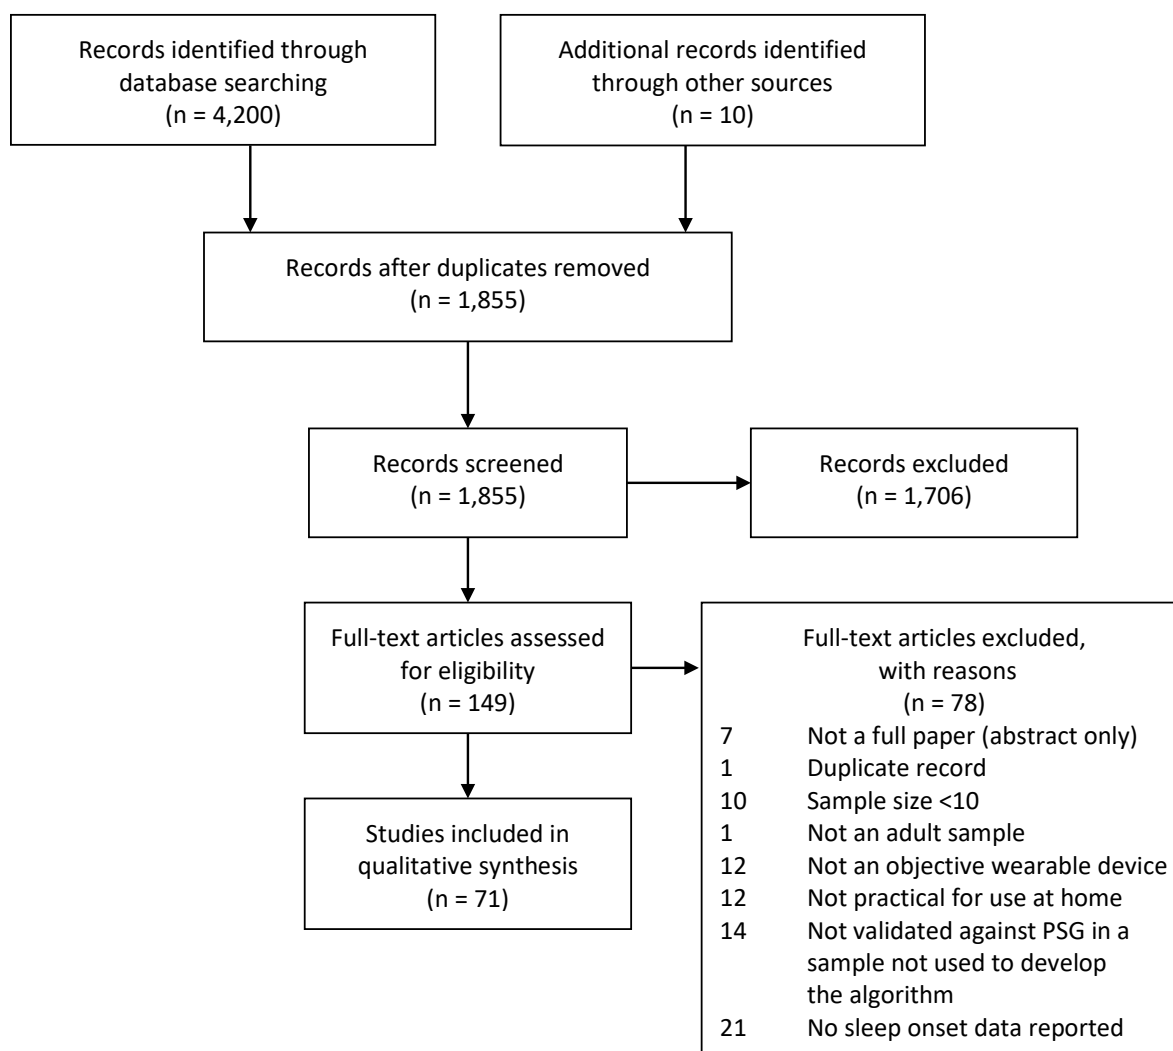 Records identified through
database searching
(n = 4,200)
Additional records identified
through other sources
(n = 10)
Records after duplicates removed
(n = 1,855)
Records screened
(n = 1,855)
Records excluded
(n = 1,706)
Full-text articles assessed
for eligibility
(n = 149)
Full-text articles excluded,
with reasons
(n = 78)
7 Not a full paper (abstract only)
1 Duplicate record
10 Sample size <10
1 Not an adult sample
12 Not an objective wearable device
12 Not practical for use at home
14 Not validated against PSG in a
sample not used to develop
the algorithm
21 No sleep onset data reported
Studies included in
qualitative synthesis
(n = 71)